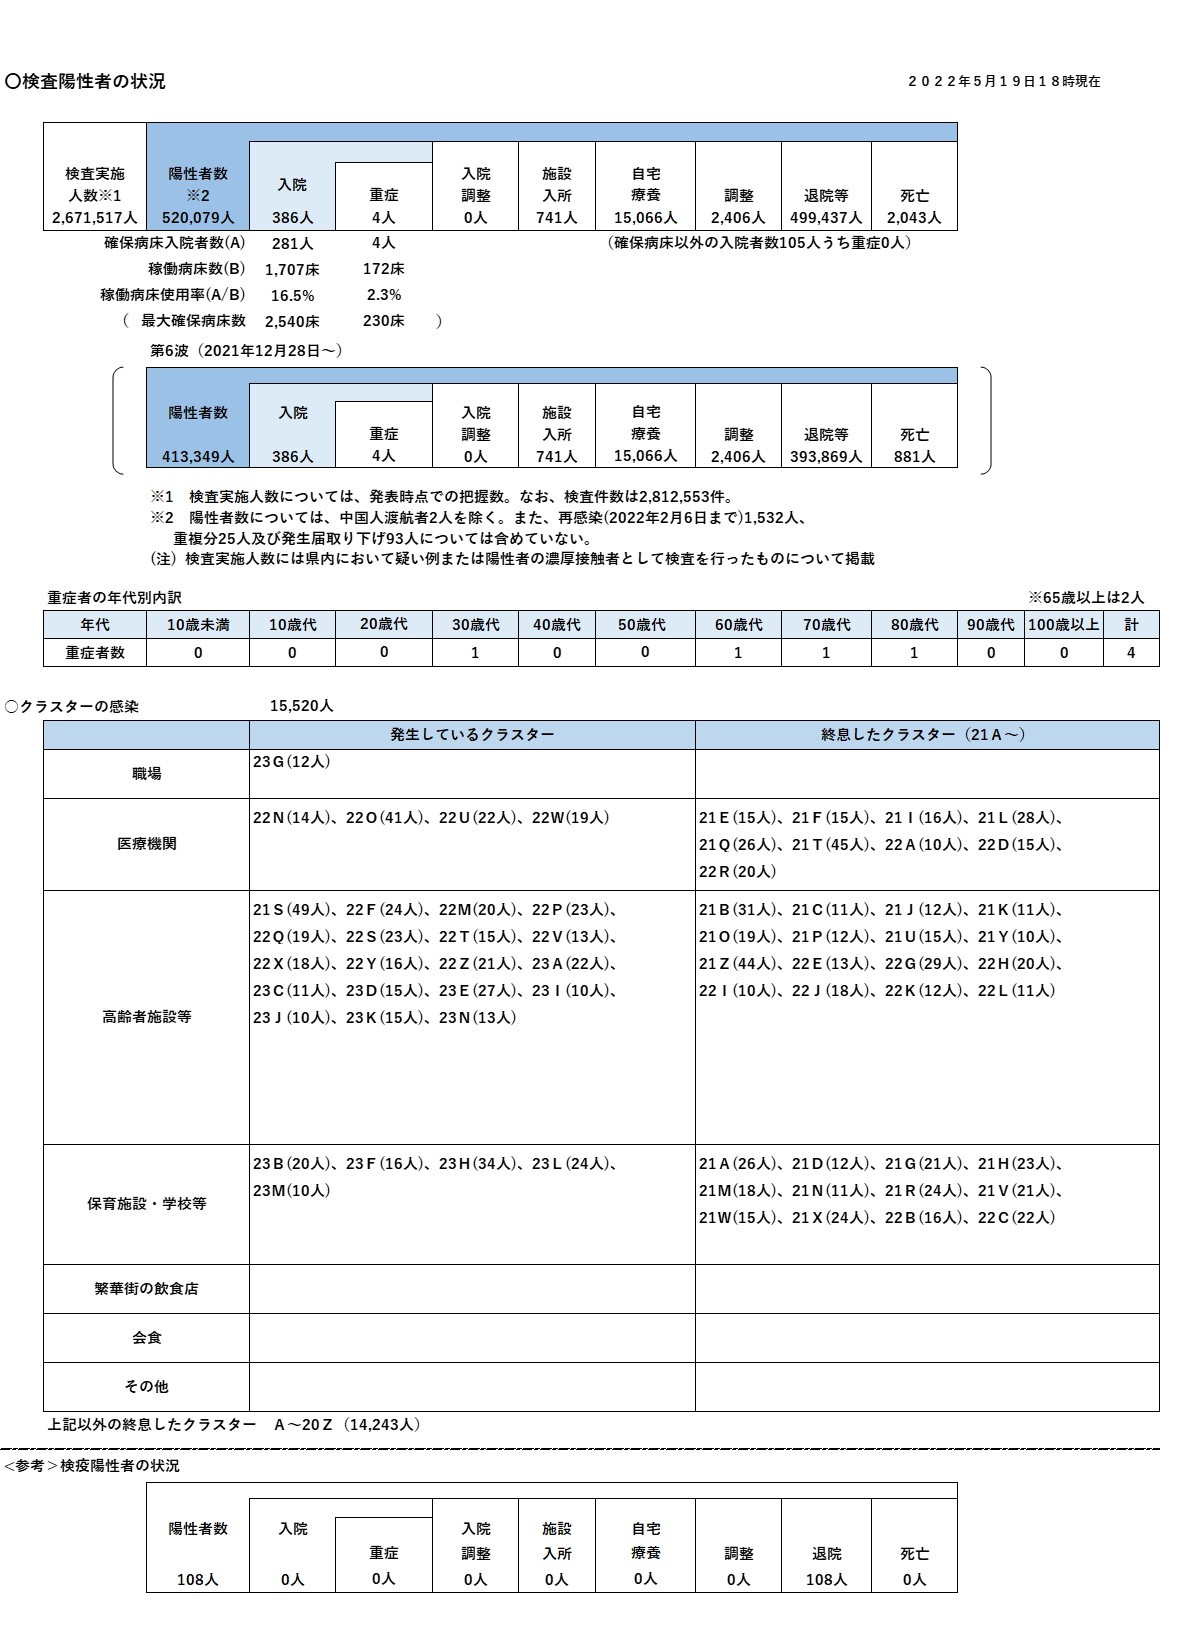 〇検査陽性者の状況
２０２２年５月１９日１８時現在
検査実施 陽性者数 入院 入院 施設 自宅
人数※1 ※2 重症 調整 入所 療養 調整 退院等 死亡
2,671,517人 520,079人 386人 4人 0人 741人 15,066人 2,406人 499,437人 2,043人
確保病床入院者数(A) 281人 4人 （確保病床以外の入院者数105人うち重症0人）
稼働病床数(B) 1,707床 172床
稼働病床使用率(A/B) 16.5% 2.3%
（ 最大確保病床数 2,540床 230床 ）
第6波（2021年12月28日～）
陽性者数 入院 入院 施設 自宅
重症 調整 入所 療養 調整 退院等 死亡
413,349人 386人 4人 0人 741人 15,066人 2,406人 393,869人 881人
※1　検査実施人数については、発表時点での把握数。なお、検査件数は2,812,553件。
※2　陽性者数については、中国人渡航者2人を除く。また、再感染(2022年2月6日まで)1,532人、
重複分25人及び発生届取り下げ93人については含めていない。
(注）検査実施人数には県内において疑い例または陽性者の濃厚接触者として検査を行ったものについて掲載
重症者の年代別内訳 ※65歳以上は2人
年代 10歳未満 10歳代 20歳代 30歳代 40歳代 50歳代 60歳代 70歳代 80歳代 90歳代 100歳以上 計
重症者数 0 0 0 1 0 0 1 1 1 0 0 4
〇クラスターの感染 15,520人
発生しているクラスター 終息したクラスター（21Ａ～）
職場 23Ｇ(12人)
医療機関
22Ｎ(14人)、22Ｏ(41人)、22Ｕ(22人)、22Ｗ(19人)
21Ｅ(15人)、21Ｆ(15人)、21Ｉ(16人)、21Ｌ(28人)、
21Ｑ(26人)、21Ｔ(45人)、22Ａ(10人)、22Ｄ(15人)、
22Ｒ(20人)
高齢者施設等
21Ｓ(49人)、22Ｆ(24人)、22Ｍ(20人)、22Ｐ(23人)、
22Ｑ(19人)、22Ｓ(23人)、22Ｔ(15人)、22Ｖ(13人)、
22Ｘ(18人)、22Ｙ(16人)、22Ｚ(21人)、23Ａ(22人)、
23Ｃ(11人)、23Ｄ(15人)、23Ｅ(27人)、23Ｉ(10人)、
23Ｊ(10人)、23Ｋ(15人)、23Ｎ(13人)
21Ｂ(31人)、21Ｃ(11人)、21Ｊ(12人)、21Ｋ(11人)、
21Ｏ(19人)、21Ｐ(12人)、21Ｕ(15人)、21Ｙ(10人)、
21Ｚ(44人)、22Ｅ(13人)、22Ｇ(29人)、22Ｈ(20人)、
22Ｉ(10人)、22Ｊ(18人)、22Ｋ(12人)、22Ｌ(11人)
保育施設・学校等
23Ｂ(20人)、23Ｆ(16人)、23Ｈ(34人)、23Ｌ(24人)、
23Ｍ(10人)
21Ａ(26人)、21Ｄ(12人)、21Ｇ(21人)、21Ｈ(23人)、
21Ｍ(18人)、21Ｎ(11人)、21Ｒ(24人)、21Ｖ(21人)、
21Ｗ(15人)、21Ｘ(24人)、22Ｂ(16人)、22Ｃ(22人)
繁華街の飲食店
会食
その他
上記以外の終息したクラスター　Ａ～20Ｚ（14,243人）
＜参考＞検疫陽性者の状況
陽性者数 入院 入院 施設 自宅
重症 調整 入所 療養 調整 退院 死亡
108人 0人 0人 0人 0人 0人 0人 108人 0人